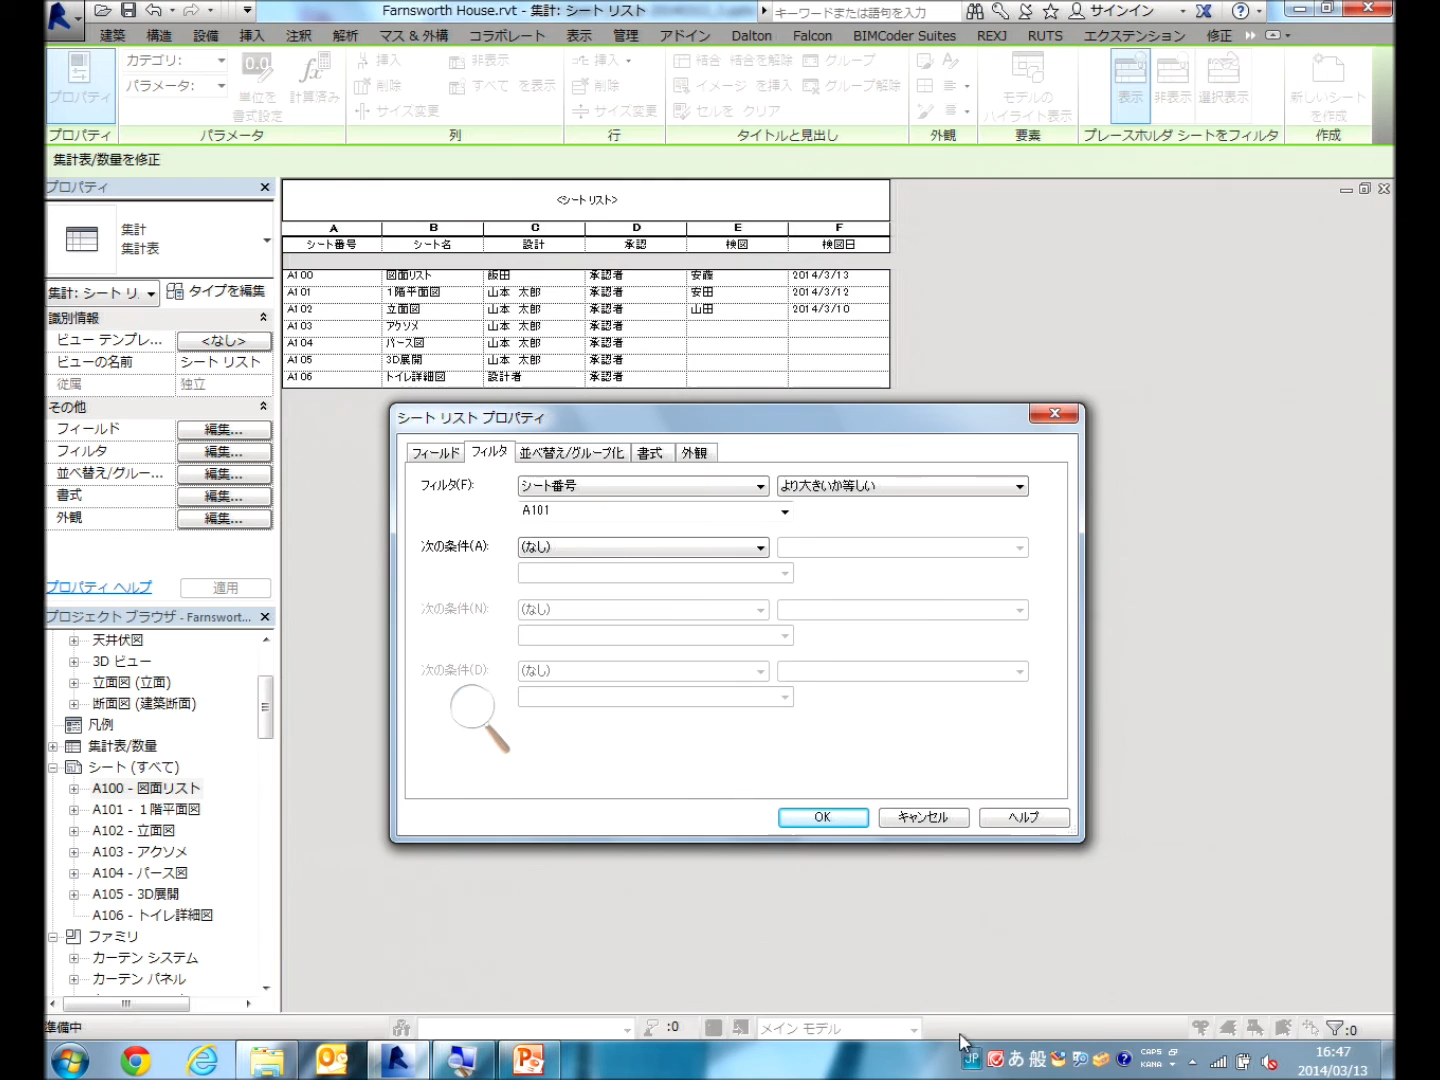 Farnsworth House.rvt - 集計: シート リスト
キーワードまたは語句を入力
サインイン
建築 構造 設備 挿入 注釈 解析 マス & 外構 コラボレート 表示 管理 アドイン Dalton Falcon BIMCoder Suites REXJ RUTS エクステンション 修正
プロパティ
カテゴリ:
パラメータ:
単位を
書式設定
計算済み
挿入
削除
サイズ変更
非表示
すべて を表示
挿入
削除
サイズ変更
結合 結合を解除
イメージ を挿入
セルを クリア
グループ
グループ解除
モデルの
ハイライト表示
表示 非表示 選択表示
新しいシート
を作成
プロパティ パラメータ 列 行 タイトルと見出し 外観 要素 プレースホルダ シートをフィルタ 作成
集計表/数量を修正
プロパティ
集計
集計表
集計: シート リ. タイプを編集
識別情報
ビュー テンプレ... <なし>
ビューの名前 シート リスト
従属 独立
その他
フィールド 編集...
フィルタ 編集...
並べ替え/グルー... 編集...
書式 編集...
外観 編集...
プロパティ ヘルプ 適用
<シート リスト>
A B C D E F
シート番号 シート名 設計 承認 検図 検図日
A100 図面リスト 飯田 承認者 安藤 2014/3/13
A101 1階平面図 山本 太郎 承認者 安田 2014/3/12
A102 立面図 山本 太郎 承認者 山田 2014/3/10
A103 アクソメ 山本 太郎 承認者
A104 パース図 山本 太郎 承認者
A105 3D展開 山本 太郎 承認者
A106 トイレ詳細図 設計者 承認者
シート リスト プロパティ
フィールド フィルタ 並べ替え/グループ化 書式 外観
フィルタ(F): シート番号 より大きいか等しい
A101
次の条件(A): (なし)
次の条件(N): (なし)
次の条件(D): (なし)
OK キャンセル ヘルプ
プロジェクト ブラウザ - Farnswort...
天井伏図
3D ビュー
立面図 (立面)
断面図 (建築断面)
凡例
集計表/数量
シート (すべて)
A100 - 図面リスト
A101 - 1階平面図
A102 - 立面図
A103 - アクソメ
A104 - パース図
A105 - 3D展開
A106 - トイレ詳細図
ファミリ
カーテン システム
カーテン パネル
準備中
:0
メイン モデル
:0
JP あ 般 CAPS
KANA
16:47
2014/03/13